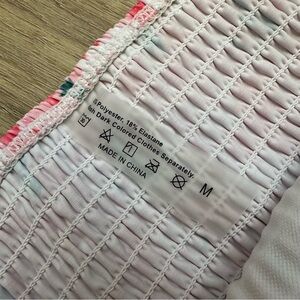 Polyester, 18% Elastane
Dark Colored Clothes Separately.
MADE IN CHINA
M